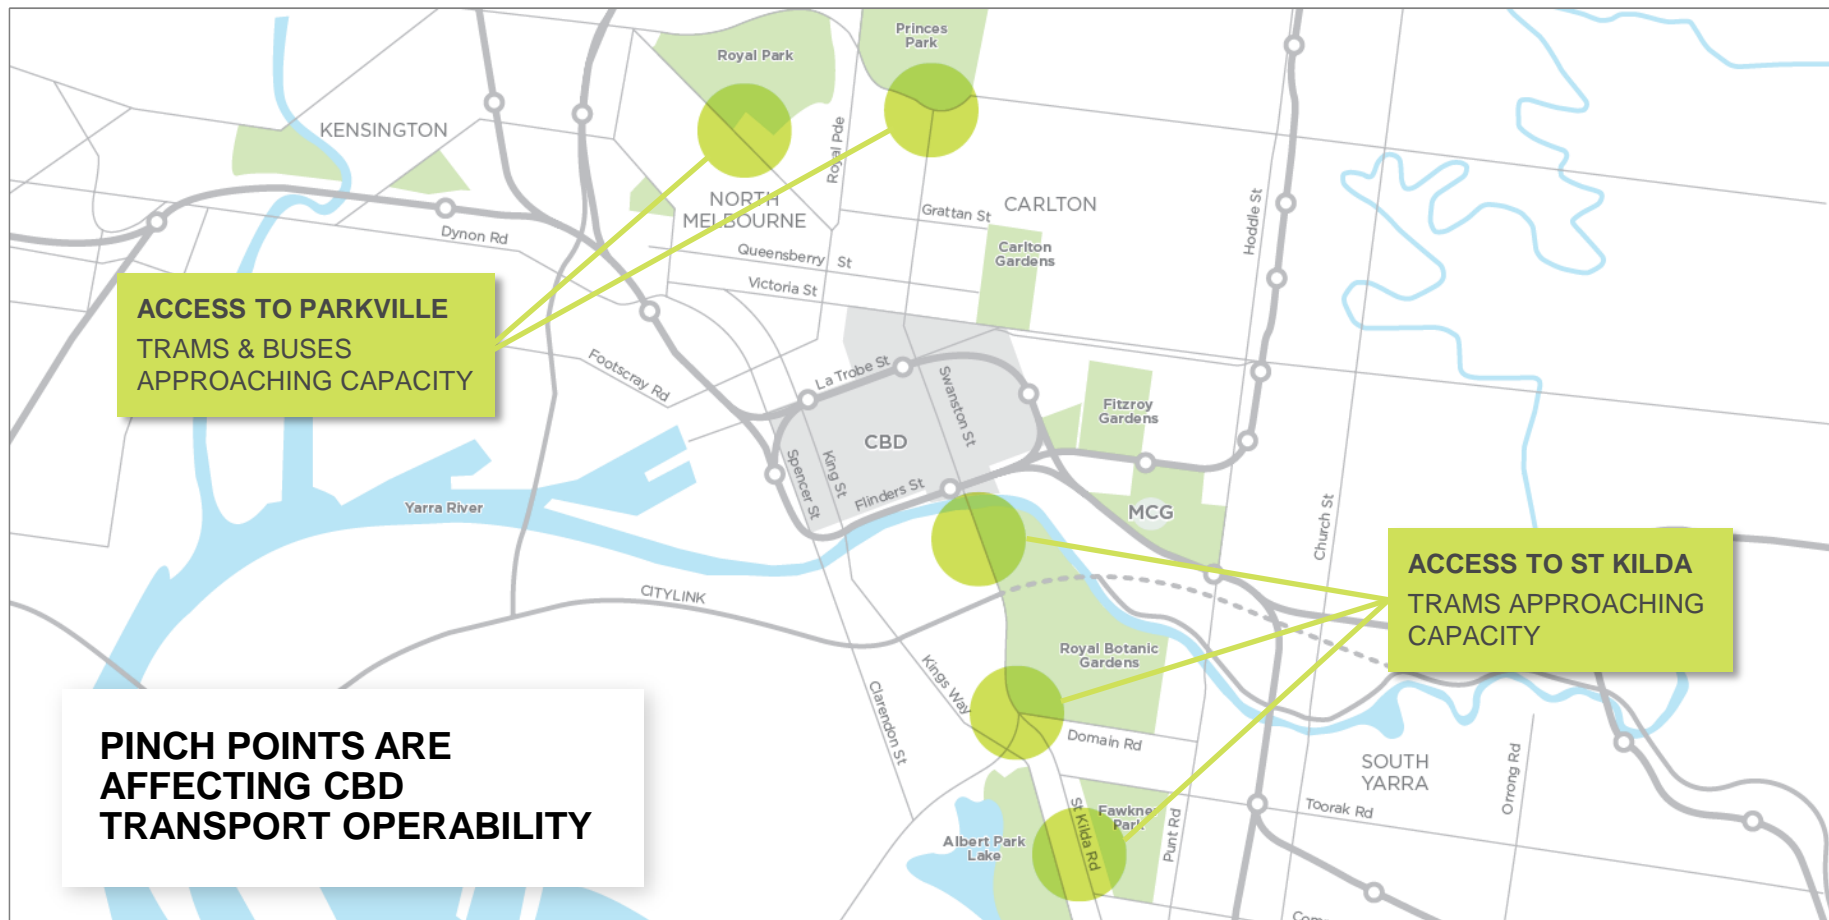 Princes
Park
Royal Park
KENSINGTON
Royal Pde
NORTH
MELBOURNE
Grattan St
CARLTON
Hoddle St
Dynon Rd
Queensberry St
Carlton
Gardens
Victoria St
ACCESS TO PARKVILLE
TRAMS & BUSES
APPROACHING CAPACITY
Footscray Rd
La Trobe St
Swanston St
Fitzroy
Gardens
CBD
Spencer St
King St
Flinders St
Yarra River
MCG
Church St
ACCESS TO ST KILDA
TRAMS APPROACHING
CAPACITY
CITYLINK
Royal Botanic
Gardens
Kings Way
Clarendon St
Domain Rd
SOUTH
YARRA
Orrong Rd
Toorak Rd
PINCH POINTS ARE
AFFECTING CBD
TRANSPORT OPERABILITY
St Kilda Rd
Fawkner
Park
Punt Rd
Albert Park
Lake